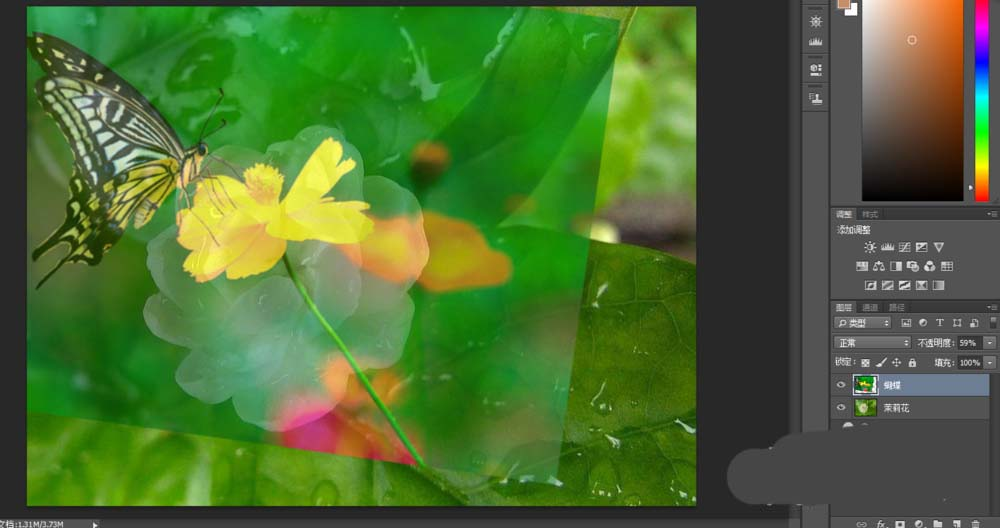 调整 样式
添加调整
图层 通道 路径
类型
正常 不透明度: 59%
锁定: 填充: 100%
蝴蝶
茉莉花
文档:1.31M/3.73M
fx